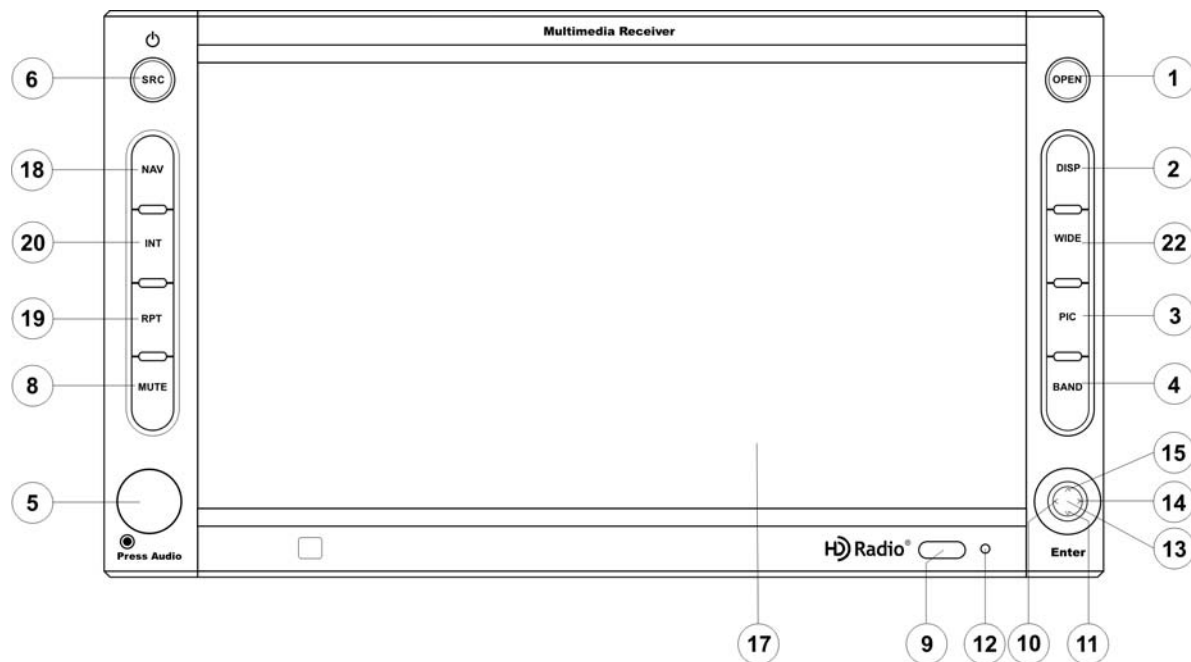 Multimedia Receiver
6
SRC
OPEN
1
18
NAV
DISP
2
20
INT
WIDE
22
19
RPT
PIC
3
8
MUTE
BAND
4
15
5
14
13
Press Audio
HD Radio®
Enter
17
9
12
10
11